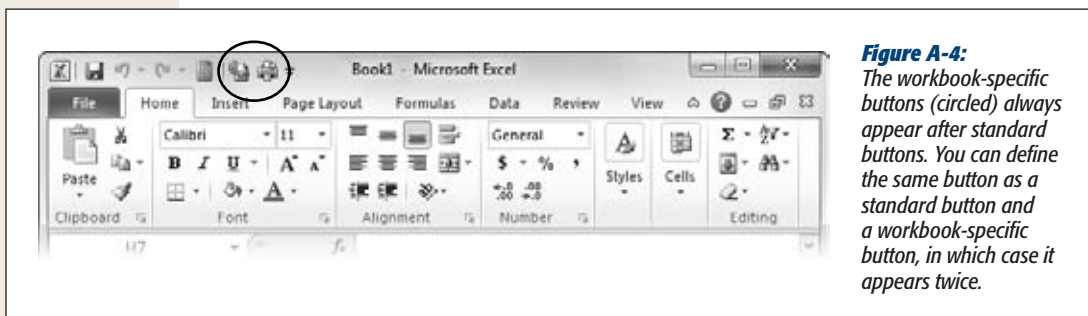 Book1 - Microsoft Excel
File Home Insert Page Layout Formulas Data Review View
Calibri 11 General
B I U A A $ % ,
Paste A Styles Cells
Clipboard Font Alignment Number Editing
H7 fx
Figure A-4:
The workbook-specific
buttons (circled) always
appear after standard
buttons. You can define
the same button as a
standard button and
a workbook-specific
button, in which case it
appears twice.